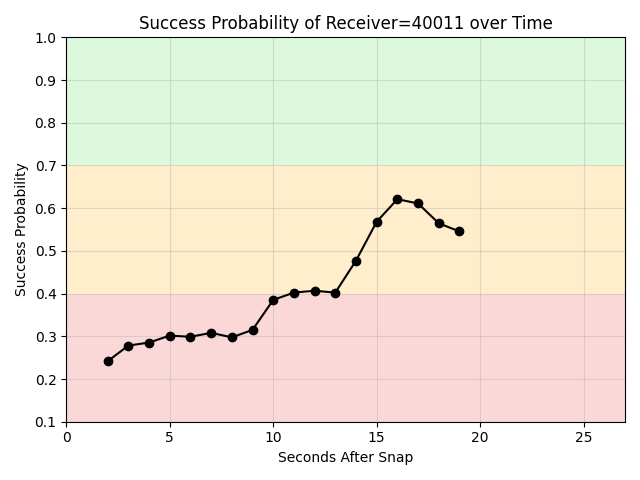 Success Probability of Receiver=40011 over Time
1.0
0.9
0.8
0.7
0.6
0.5
0.4
0.3
0.2
0.1
Success Probability
0 5 10 15 20 25
Seconds After Snap